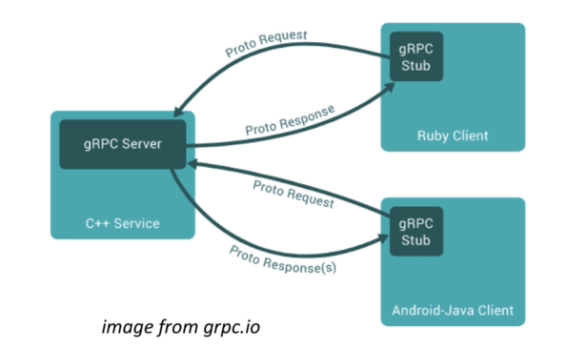 Proto Request
gRPC
Stub
Ruby Client
Proto Response
gRPC Server
C++ Service
Proto Request
gRPC
Stub
Proto Response(s)
Android-Java Client
image from grpc.io